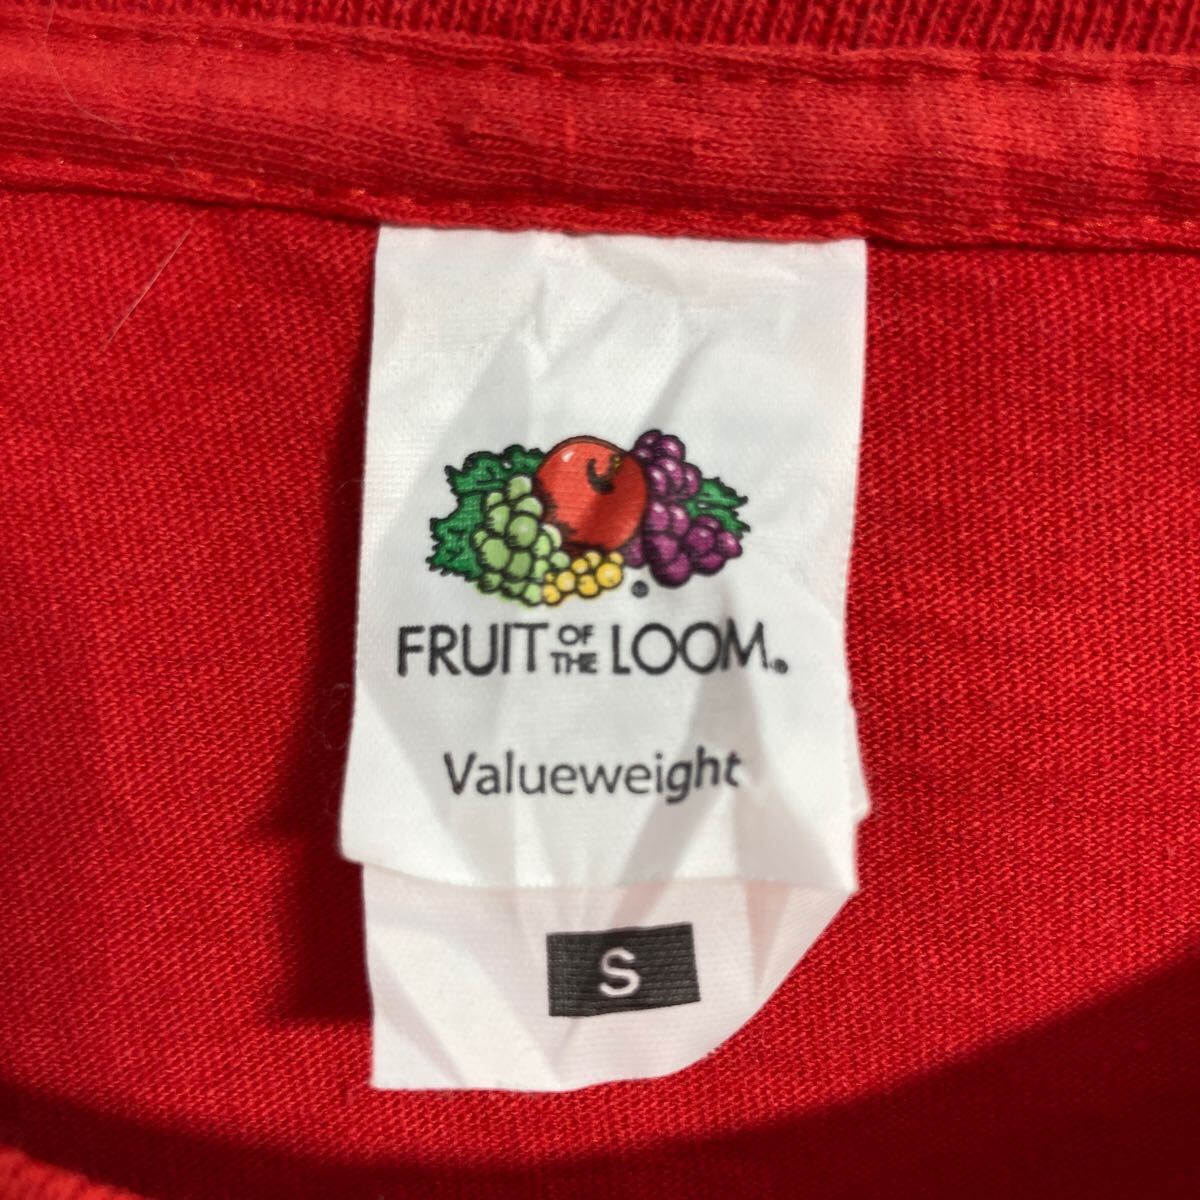 FRUIT OF THE LOOM®
Valueweight
S